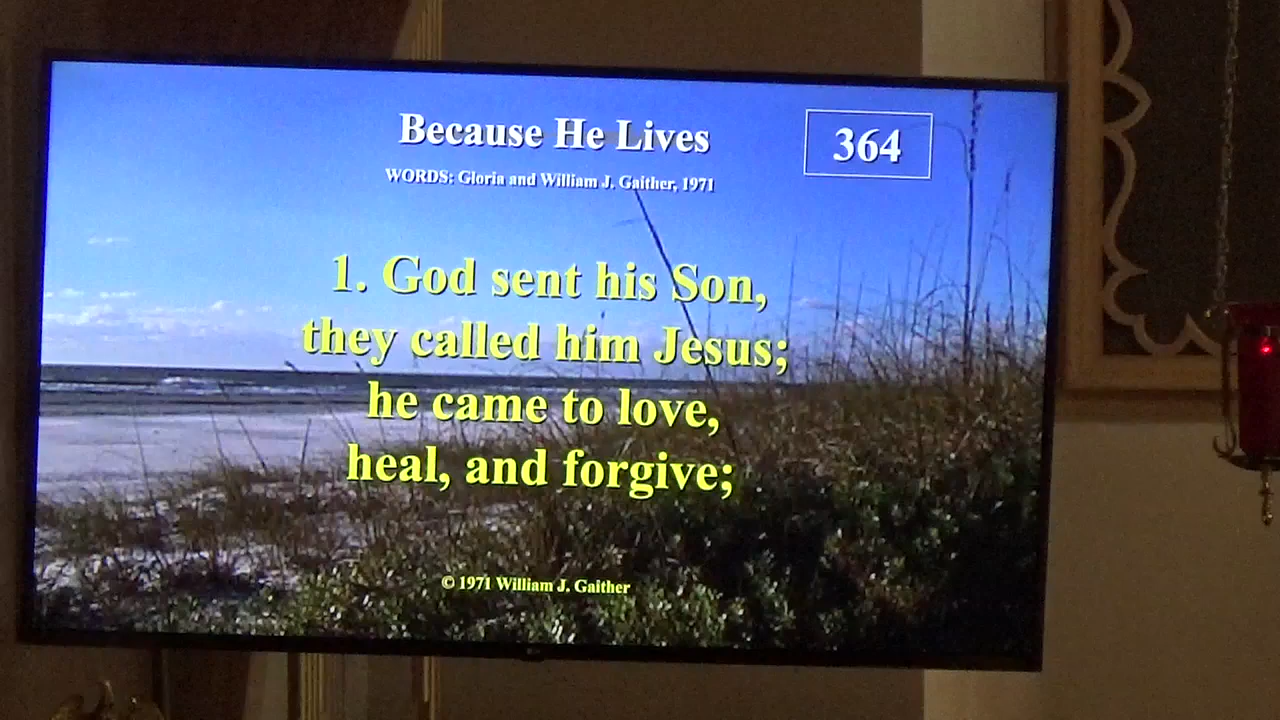 Because He Lives
364
WORDS: Gloria and William J. Gaither, 1971
1. God sent his Son,
they called him Jesus;
he came to love,
heal, and forgive;
© 1971 William J. Gaither